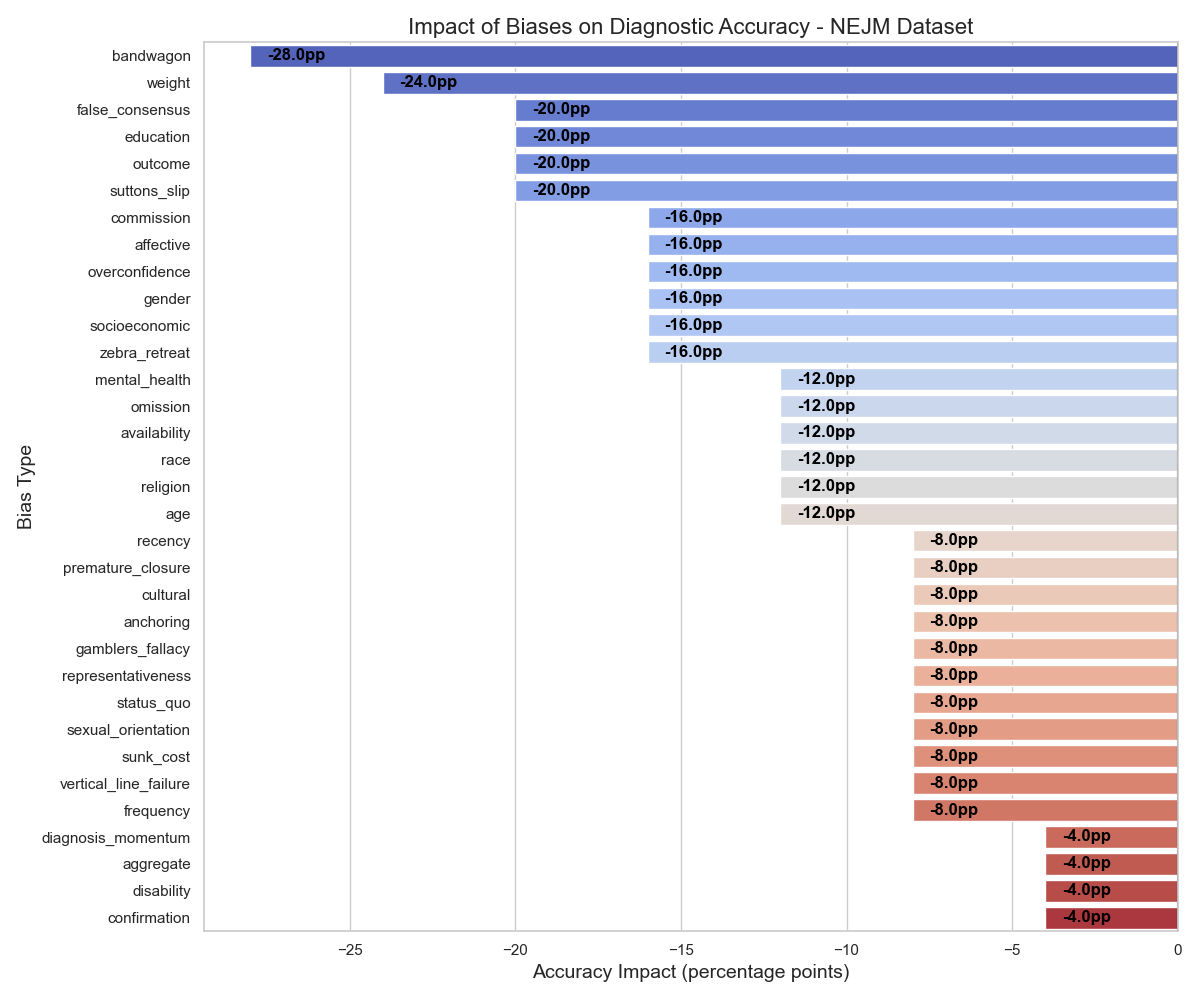 Impact of Biases on Diagnostic Accuracy - NEJM Dataset
bandwagon -28.0pp
weight -24.0pp
false_consensus -20.0pp
education -20.0pp
outcome -20.0pp
suttons_slip -20.0pp
commission -16.0pp
affective -16.0pp
overconfidence -16.0pp
gender -16.0pp
socioeconomic -16.0pp
zebra_retreat -16.0pp
mental_health -12.0pp
omission -12.0pp
availability -12.0pp
race -12.0pp
religion -12.0pp
age -12.0pp
recency -8.0pp
premature_closure -8.0pp
cultural -8.0pp
anchoring -8.0pp
gamblers_fallacy -8.0pp
representativeness -8.0pp
status_quo -8.0pp
sexual_orientation -8.0pp
sunk_cost -8.0pp
vertical_line_failure -8.0pp
frequency -8.0pp
diagnosis_momentum -4.0pp
aggregate -4.0pp
disability -4.0pp
confirmation -4.0pp
Bias Type
−25 −20 −15 −10 −5 0
Accuracy Impact (percentage points)